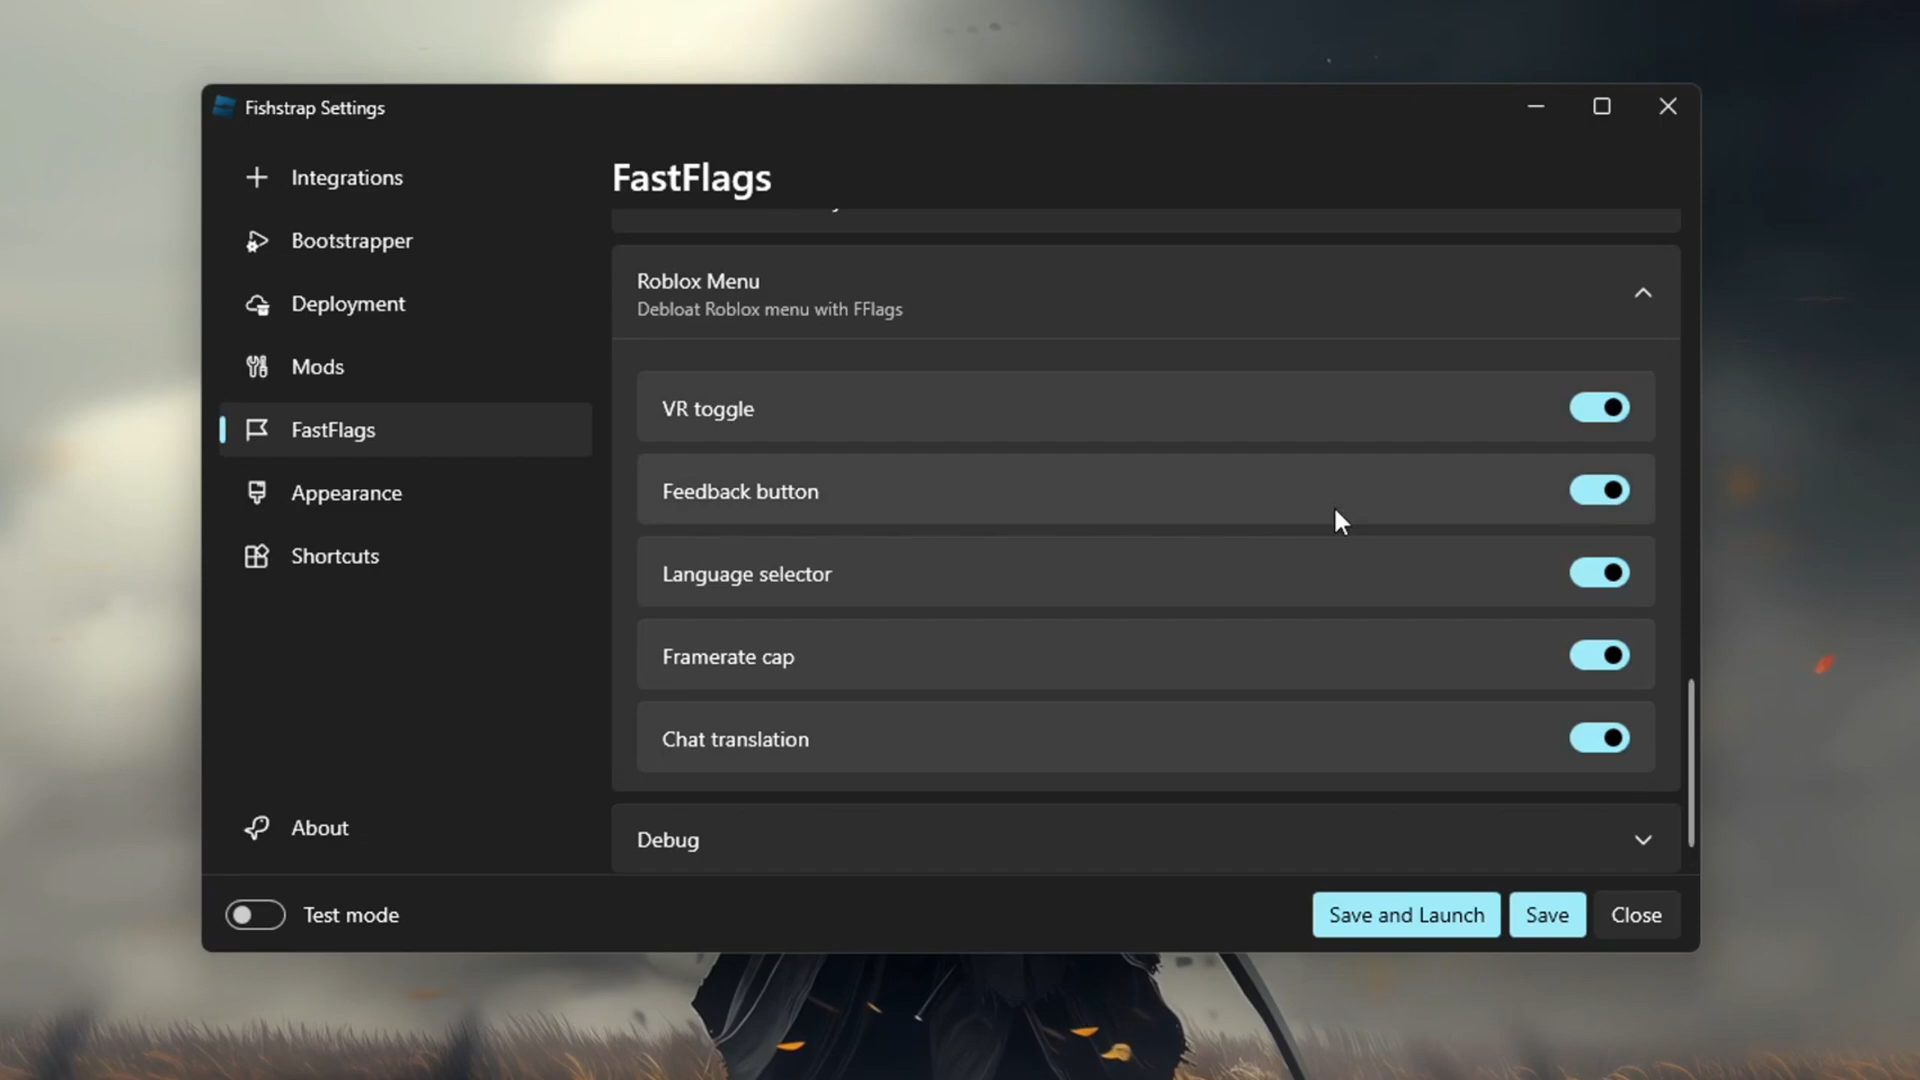 Fishstrap Settings
Integrations
Bootstrapper
Deployment
Mods
FastFlags
Appearance
Shortcuts
About
Test mode
FastFlags
Roblox Menu
Debloat Roblox menu with FFlags
VR toggle
Feedback button
Language selector
Framerate cap
Chat translation
Debug
Save and Launch
Save
Close